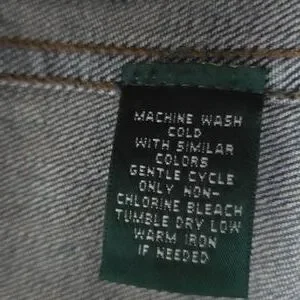 MACHINE WASH
COLD
WITH SIMILAR
COLORS
GENTLE CYCLE
ONLY NON-
CHLORINE BLEACH
TUMBLE DRY LOW
WARM IRON
IF NEEDED